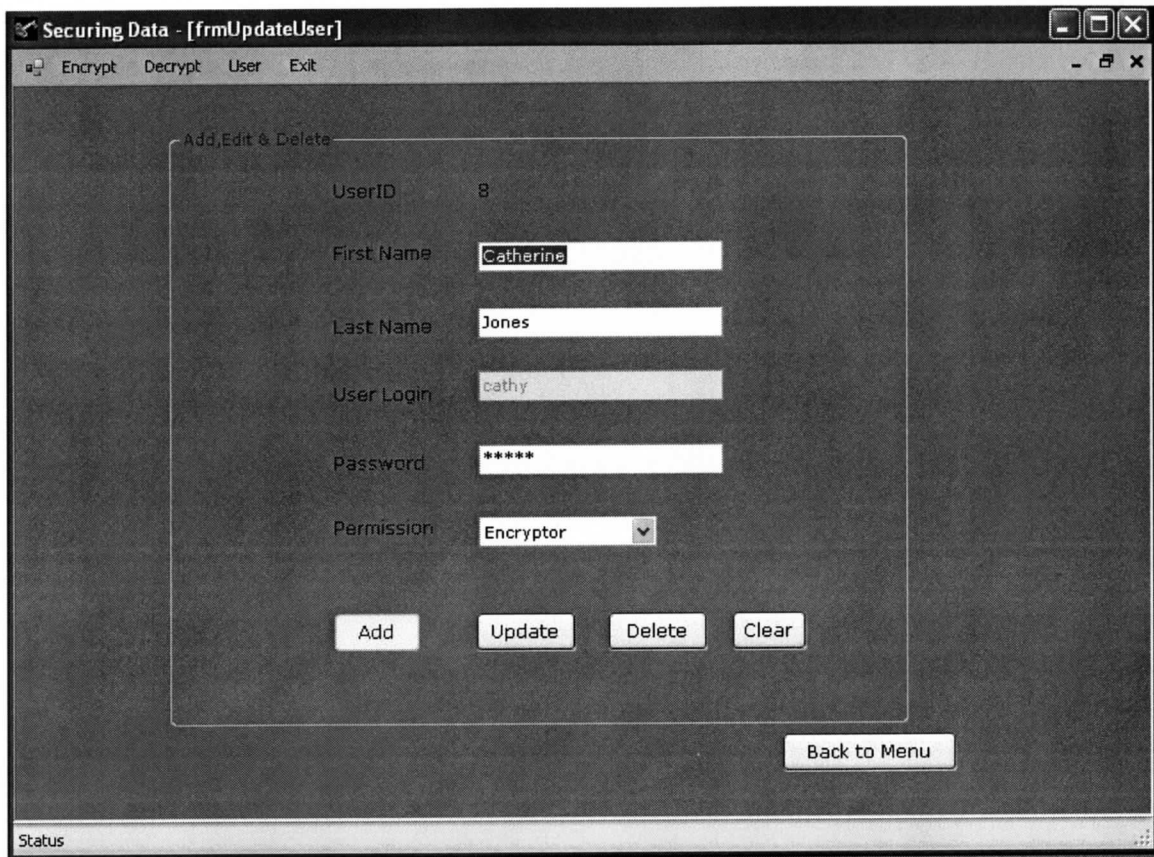 Securing Data - [frmUpdateUser]
Encrypt Decrypt User Exit
Add,Edit & Delete
UserID 8
First Name Catherine
Last Name Jones
User Login cathy
Password *****
Permission Encryptor
Add Update Delete Clear
Back to Menu
Status